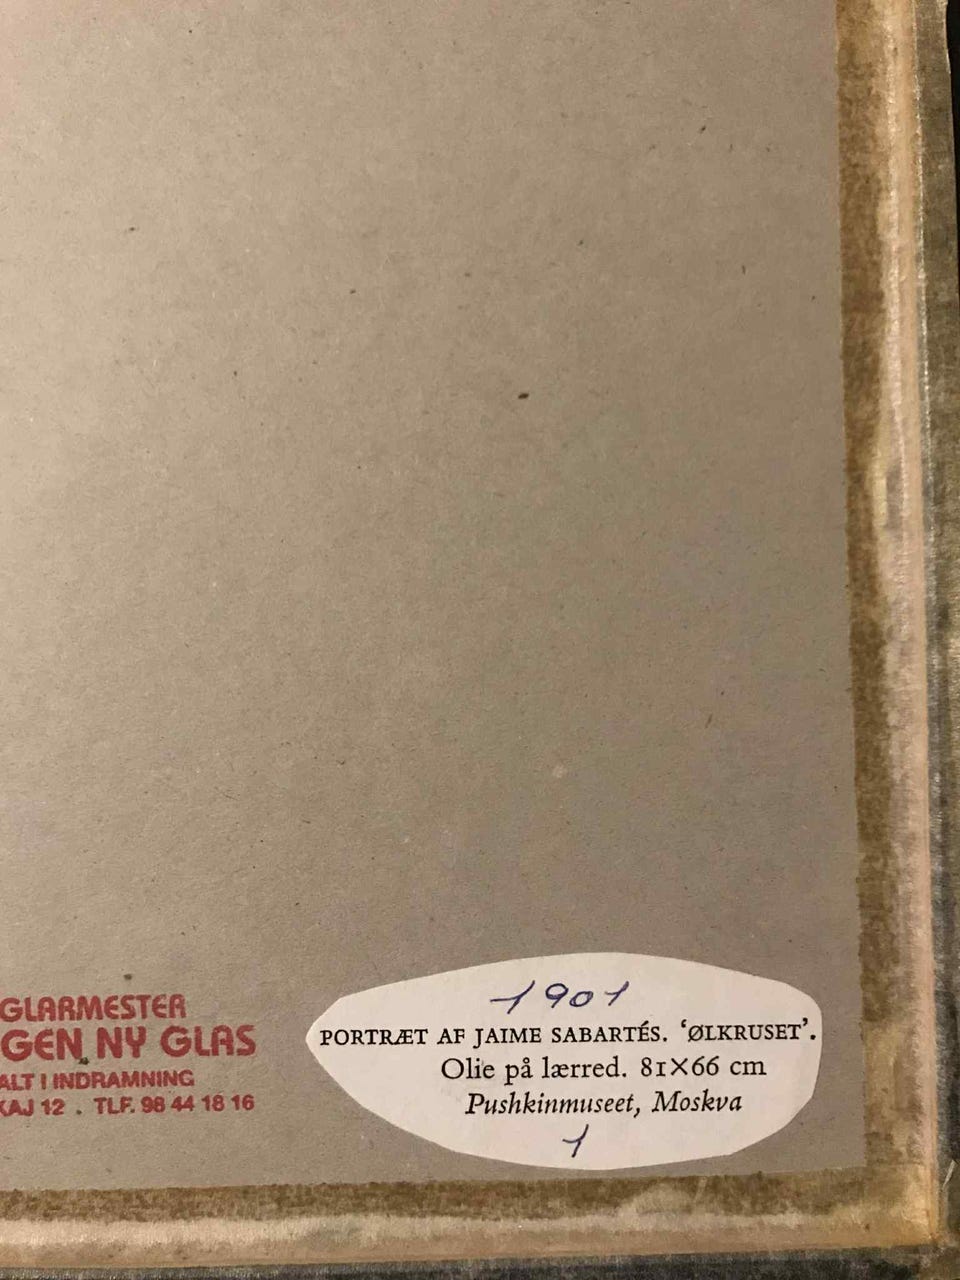 GLARMESTER
GEN NY GLAS
ALT I INDRAMNING
KAJ 12 . TLF. 98 44 18 16
1901
PORTRÆT AF JAIME SABARTÉS. ‘ØLKRUSET’.
Olie på lærred. 81×66 cm
Pushkinmuseet, Moskva
1